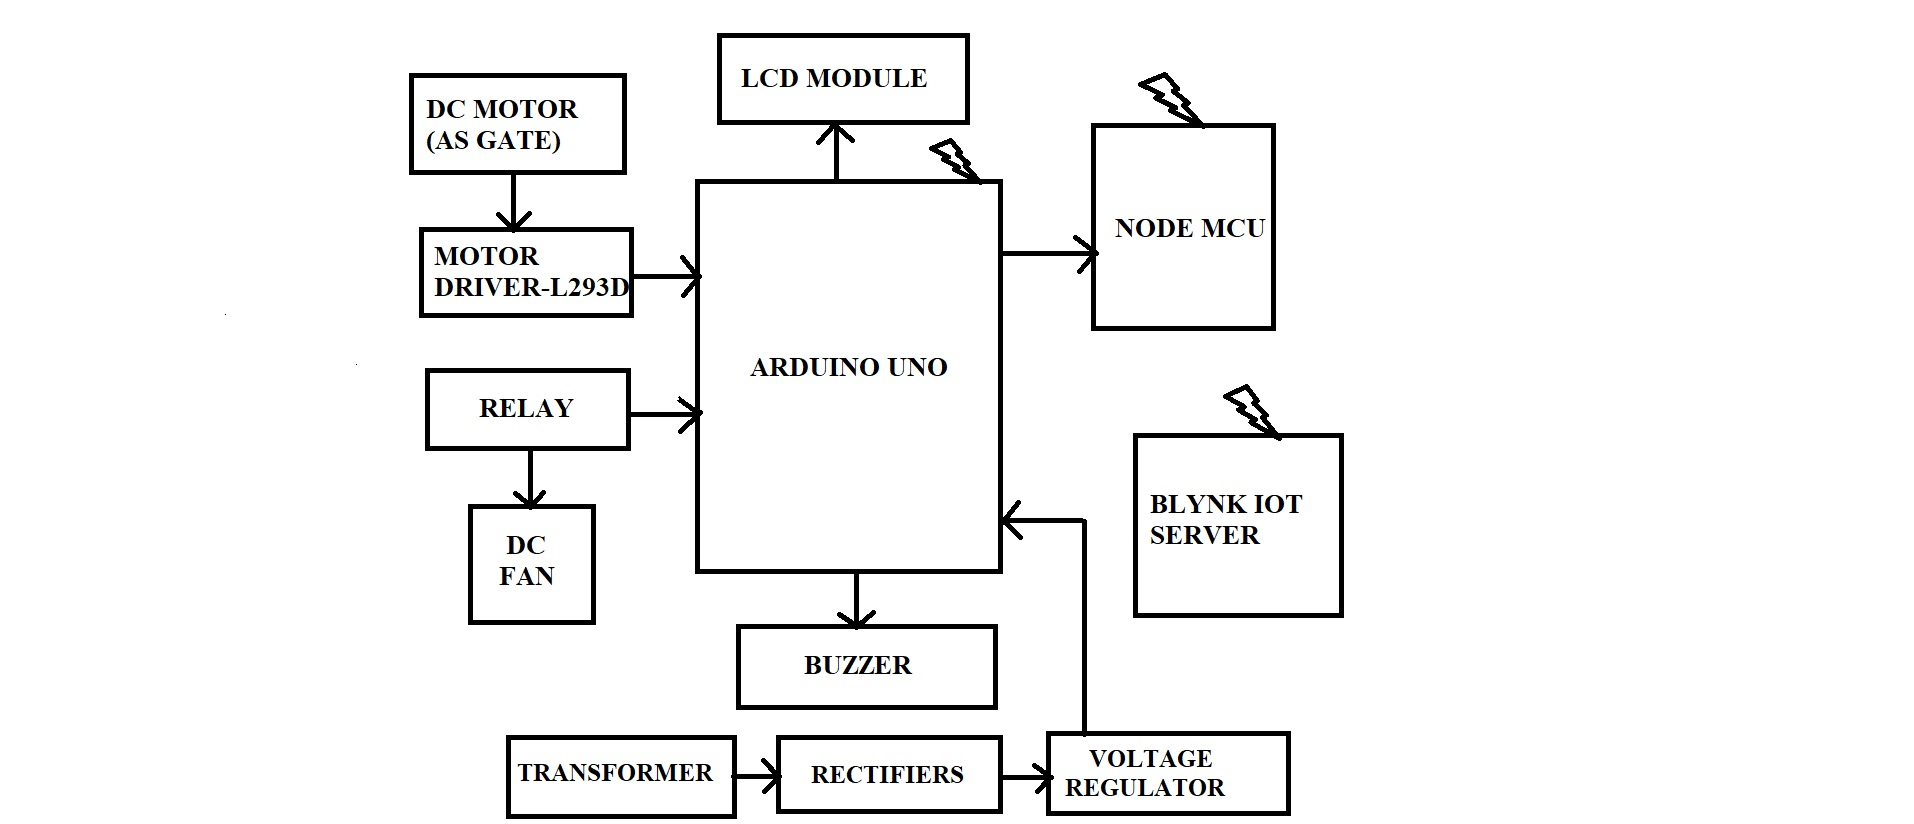 LCD MODULE
DC MOTOR
(AS GATE)
NODE MCU
MOTOR
DRIVER-L293D
ARDUINO UNO
RELAY
BLYNK IOT
SERVER
DC
FAN
BUZZER
TRANSFORMER
RECTIFIERS
VOLTAGE
REGULATOR